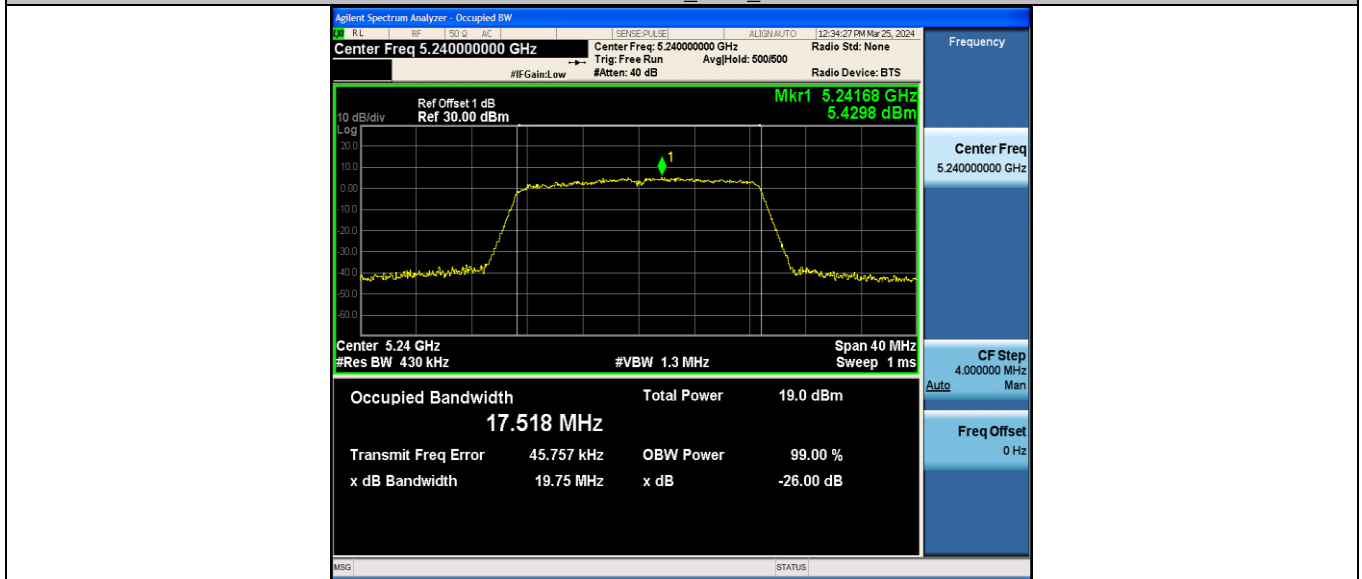 Agilent Spectrum Analyzer - Occupied BW
RL RF 50 Ω AC SENSE:PULSE ALIGNAUTO 12:34:27 PM Mar 25, 2024
Center Freq 5.240000000 GHz
Center Freq: 5.240000000 GHz Radio Std: None
Trig: Free Run Avg|Hold: 500/500
#IFGain:Low #Atten: 40 dB Radio Device: BTS
Mkr1 5.24168 GHz
5.4298 dBm
Ref Offset 1 dB
10 dB/div Ref 30.00 dBm
Log
20.0
10.0
0.00
-10.0
-20.0
-30.0
-40.0
-50.0
-60.0
1
Center 5.24 GHz Span 40 MHz
#Res BW 430 kHz #VBW 1.3 MHz Sweep 1 ms
Occupied Bandwidth Total Power 19.0 dBm
17.518 MHz
Transmit Freq Error 45.757 kHz OBW Power 99.00 %
x dB Bandwidth 19.75 MHz x dB -26.00 dB
MSG STATUS
Frequency
Center Freq
5.240000000 GHz
CF Step
4.000000 MHz
Auto Man
Freq Offset
0 Hz